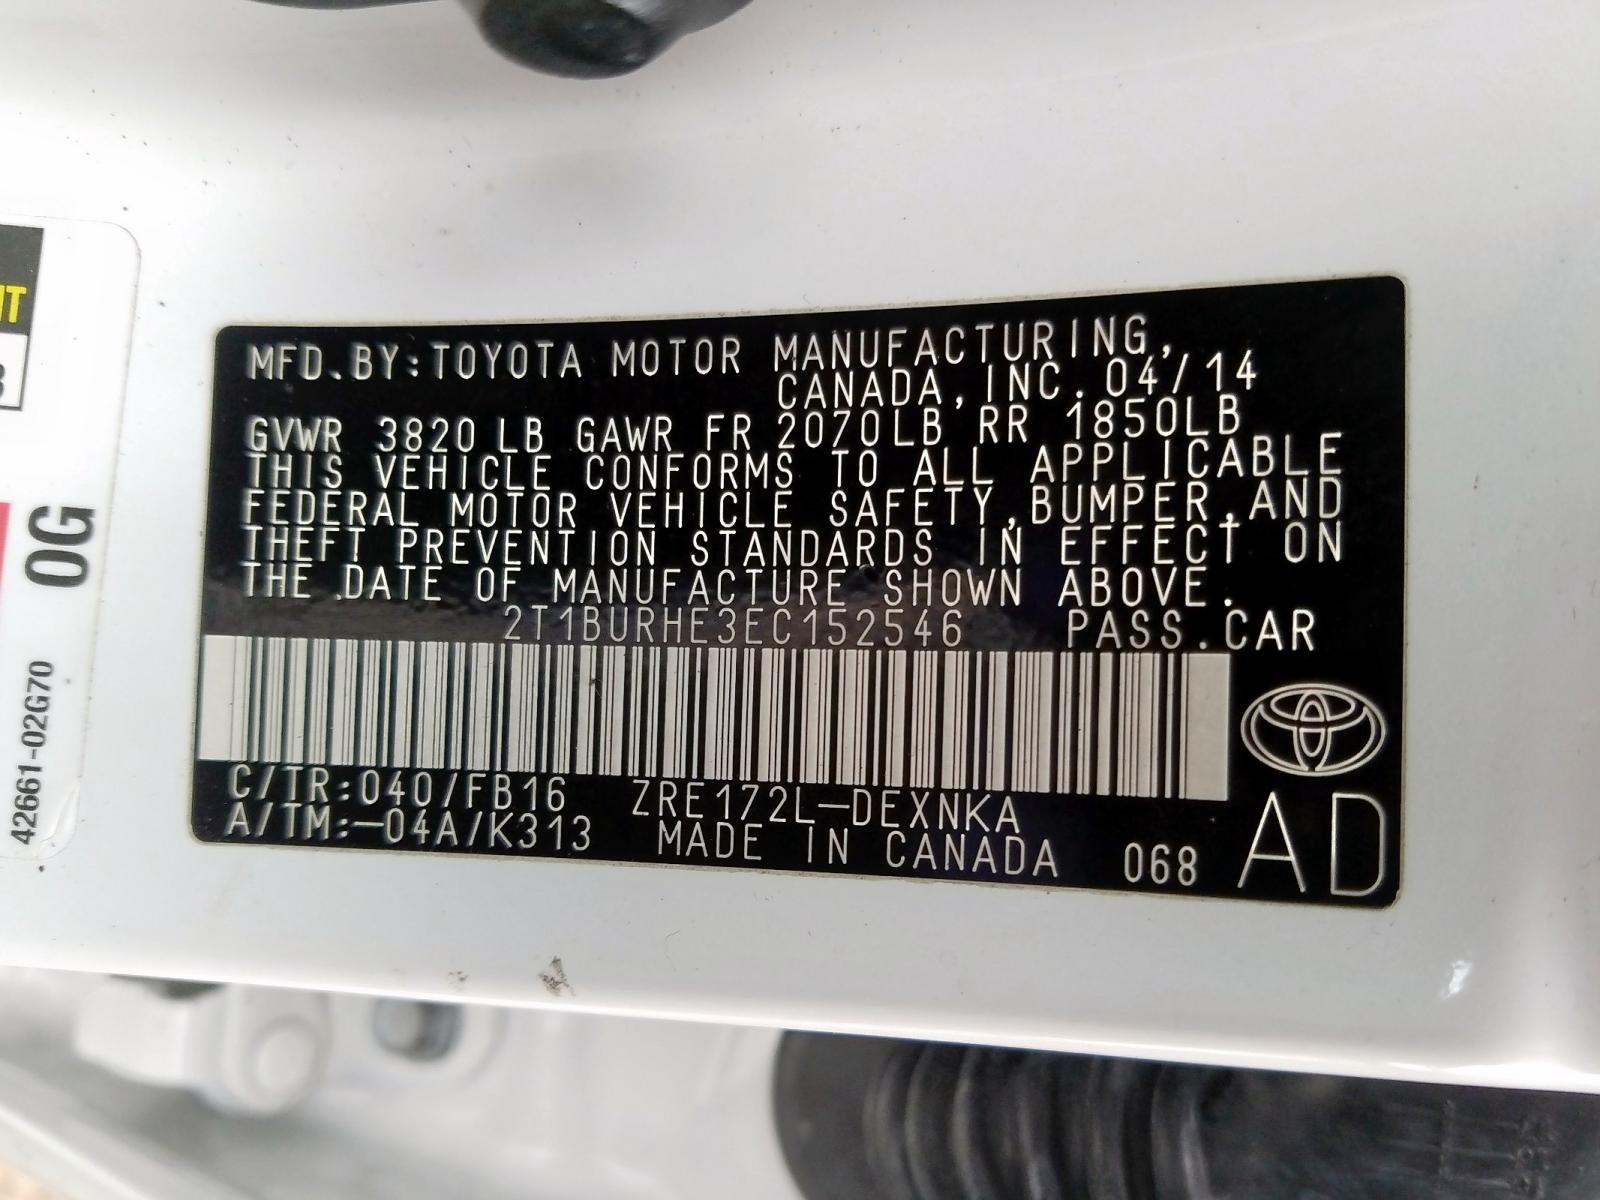 MFD.BY:TOYOTA MOTOR MANUFACTURING,
CANADA, INC. 04/14
GVWR 3820 LB GAWR FR 2070LB RR 1850LB
THIS VEHICLE CONFORMS TO ALL APPLICABLE
FEDERAL MOTOR VEHICLE SAFETY, BUMPER, AND
THEFT PREVENTION STANDARDS IN EFFECT ON
THE DATE OF MANUFACTURE SHOWN ABOVE.
2T1BURHE3EC152546 PASS.CAR
C/TR:040/FB16 ZRE172L-DEXNKA
A/TM:-04A/K313 MADE IN CANADA 068 AD
0G
42661-02G70